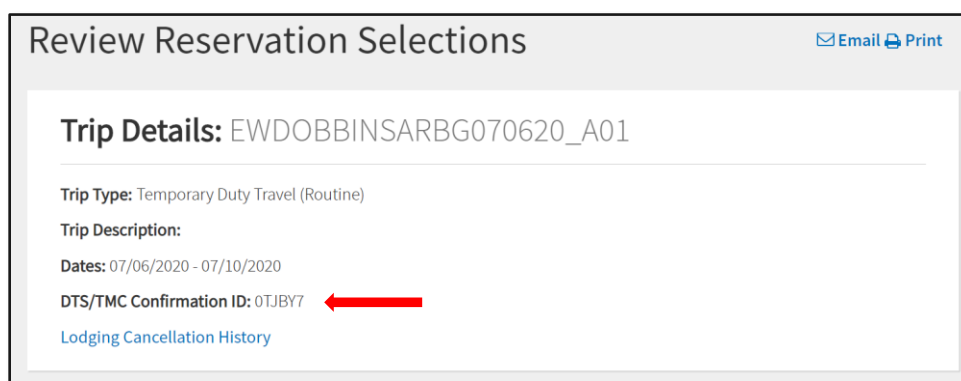 Review Reservation Selections
Email Print
Trip Details: EWDOBBINSARBG070620_A01
Trip Type: Temporary Duty Travel (Routine)
Trip Description:
Dates: 07/06/2020 - 07/10/2020
DTS/TMC Confirmation ID: 0TJBY7
Lodging Cancellation History